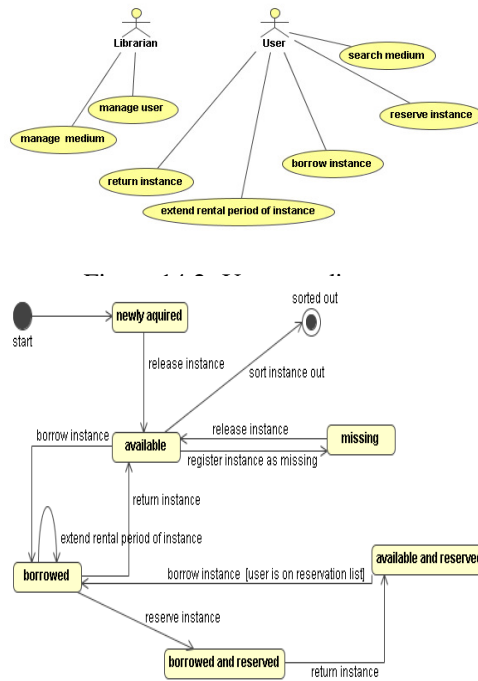 Librarian
User
search medium
manage user
reserve instance
manage medium
borrow instance
return instance
extend rental period of instance
sorted out
newly aquired
start
release instance
sort instance out
borrow instance
available
release instance
missing
register instance as missing
return instance
extend rental period of instance
available and reserved
borrowed
borrow instance [user is on reservation list]
reserve instance
borrowed and reserved
return instance